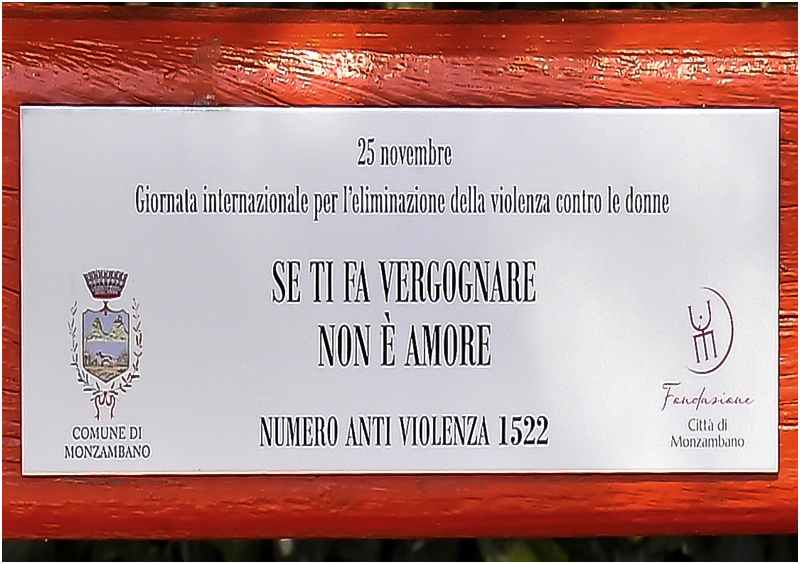 25 novembre
Giornata internazionale per l'eliminazione della violenza contro le donne
SE TI FA VERGOGNARE
NON È AMORE
NUMERO ANTI VIOLENZA 1522
COMUNE DI
MONZAMBANO
Fondazione
Città di
Monzambano